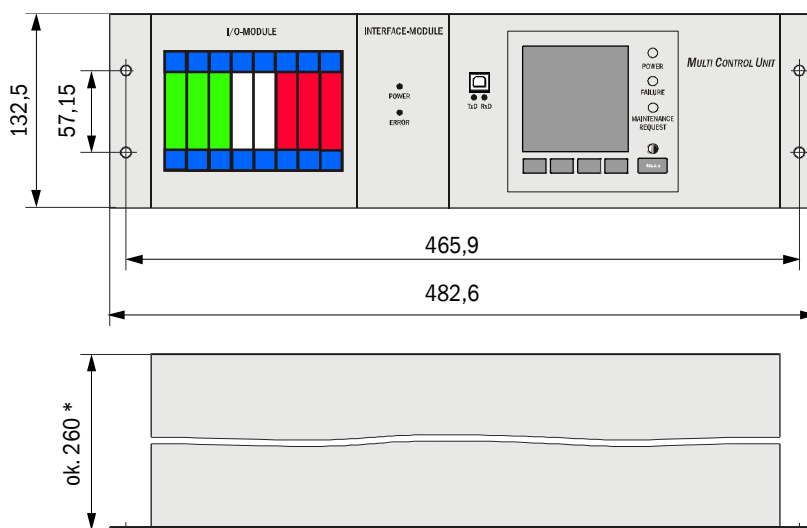 I/O-MODULE
INTERFACE-MODULE
POWER
ERROR
TxD RxD
POWER
FAILURE
MAINTENANCE
REQUEST
MULTI CONTROL UNIT
132,5
57,15
465,9
482,6
ok. 260 *